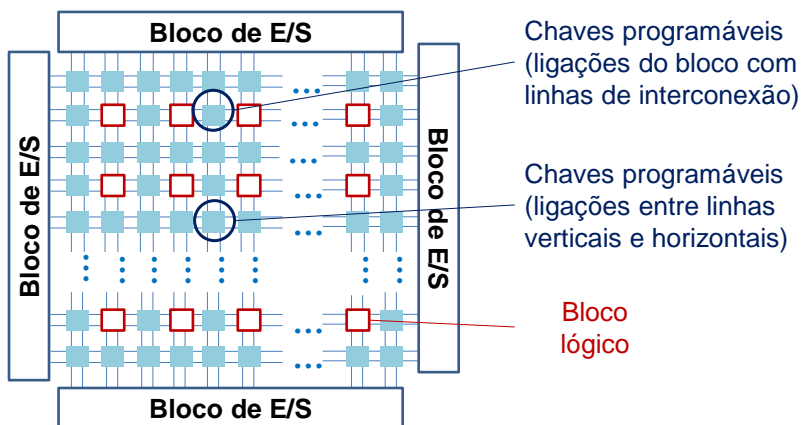 Bloco de E/S
Chaves programáveis
(ligações do bloco com
linhas de interconexão)
Bloco de E/S
Bloco de E/S
Chaves programáveis
(ligações entre linhas
verticais e horizontais)
Bloco
lógico
Bloco de E/S